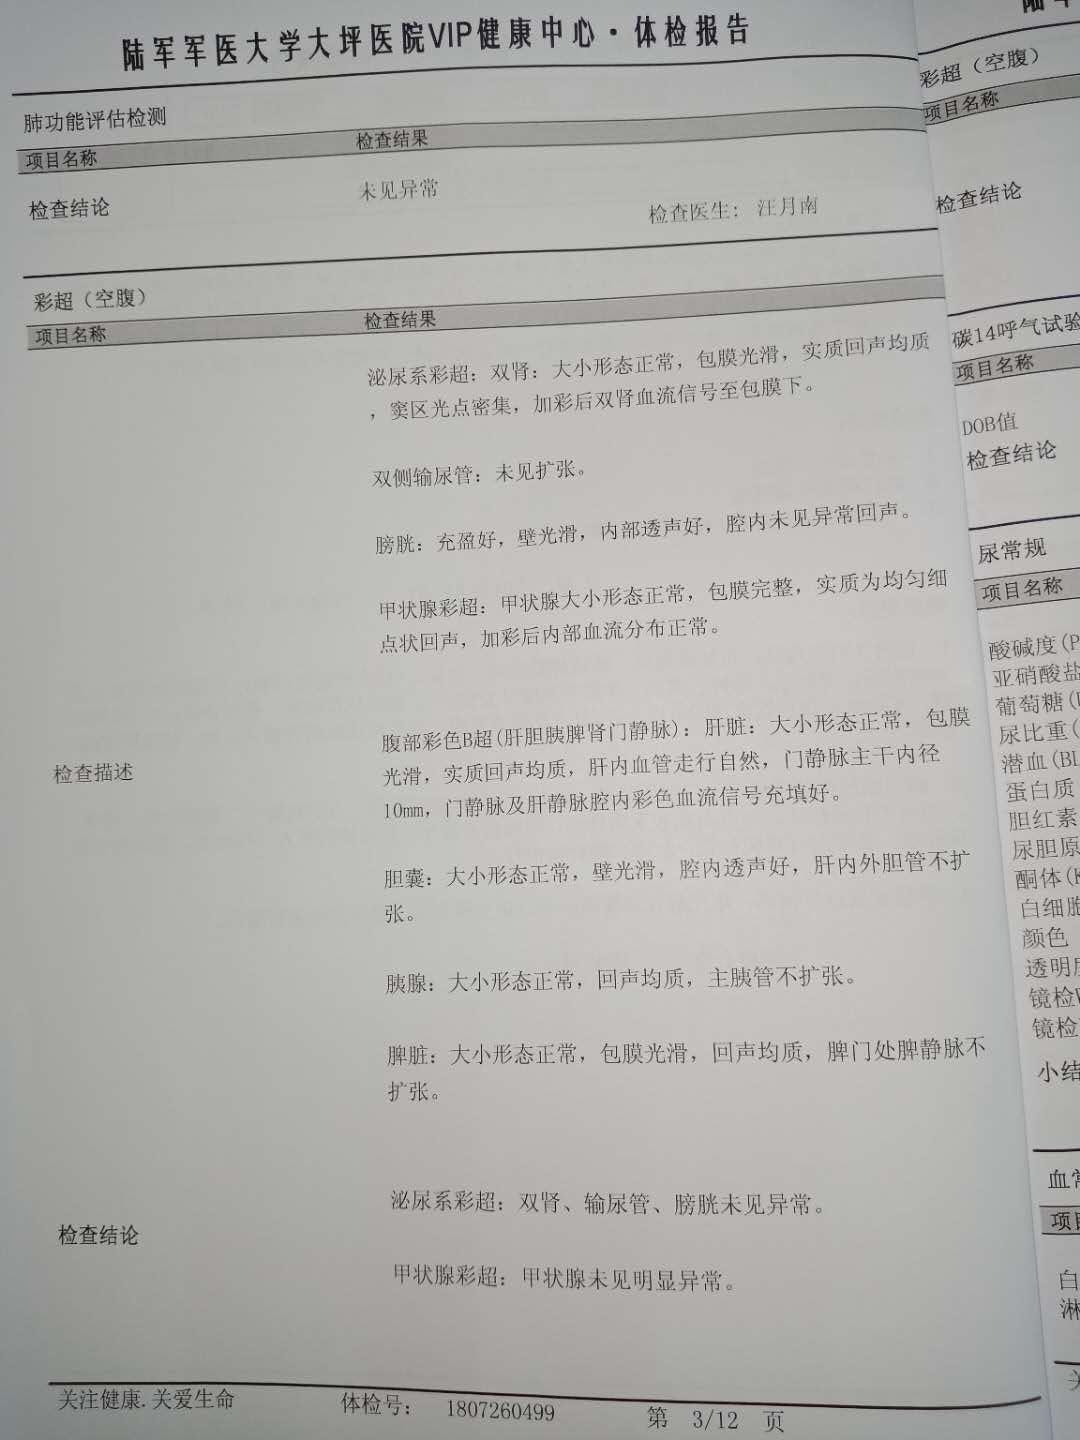 陆军军医大学大坪医院VIP健康中心·体检报告
肺功能评估检测
项目名称 检查结果
检查结论 未见异常
检查医生: 汪月南
彩超（空腹）
项目名称 检查结果
泌尿系彩超：双肾：大小形态正常，包膜光滑，实质回声均质
，窦区光点密集，加彩后双肾血流信号至包膜下。
双侧输尿管：未见扩张。
膀胱：充盈好，壁光滑，内部透声好，腔内未见异常回声。
甲状腺彩超：甲状腺大小形态正常，包膜完整，实质为均匀细
点状回声，加彩后内部血流分布正常。
检查描述
腹部彩色B超(肝胆胰脾肾门静脉)：肝脏：大小形态正常，包膜
光滑，实质回声均质，肝内血管走行自然，门静脉主干内径
10mm，门静脉及肝静脉腔内彩色血流信号充填好。
胆囊：大小形态正常，壁光滑，腔内透声好，肝内外胆管不扩
张。
胰腺：大小形态正常，回声均质，主胰管不扩张。
脾脏：大小形态正常，包膜光滑，回声均质，脾门处脾静脉不
扩张。
检查结论
泌尿系彩超：双肾、输尿管、膀胱未见异常。
甲状腺彩超：甲状腺未见明显异常。
关注健康.关爱生命 体检号： 1807260499 第 3/12 页
彩超（空腹）
项目名称
检查结论
碳14呼气试验
项目名称
DOB值
检查结论
尿常规
项目名称
酸碱度(P
亚硝酸盐
葡萄糖(
尿比重(
潜血(BL
蛋白质
胆红素
尿胆原
酮体(K
白细胞
颜色
透明
镜检
镜检
小结
血常
项目
白
淋